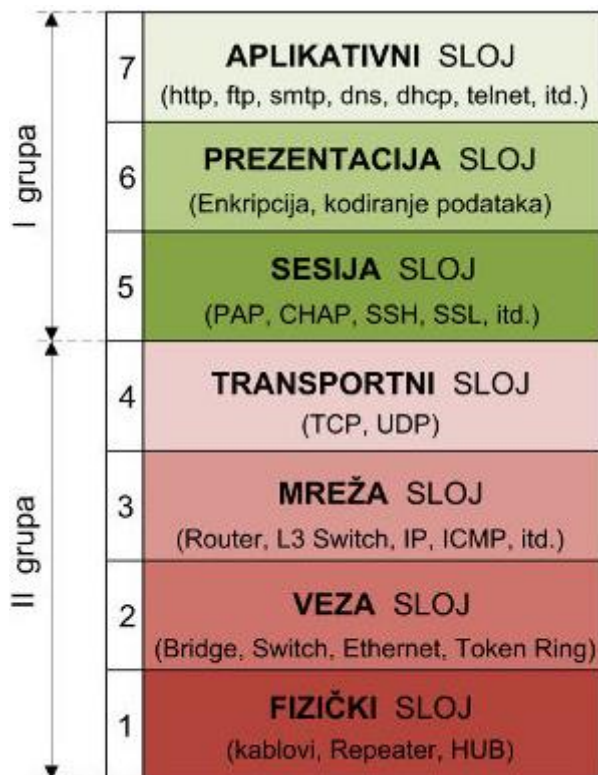 I grupa
7
APLIKATIVNI SLOJ
(http, ftp, smtp, dns, dhcp, telnet, itd.)
6
PREZENTACIJA SLOJ
(Enkripcija, kodiranje podataka)
5
SESIJA SLOJ
(PAP, CHAP, SSH, SSL, itd.)
II grupa
4
TRANSPORTNI SLOJ
(TCP, UDP)
3
MREŽA SLOJ
(Router, L3 Switch, IP, ICMP, itd.)
2
VEZA SLOJ
(Bridge, Switch, Ethernet, Token Ring)
1
FIZIČKI SLOJ
(kablovi, Repeater, HUB)